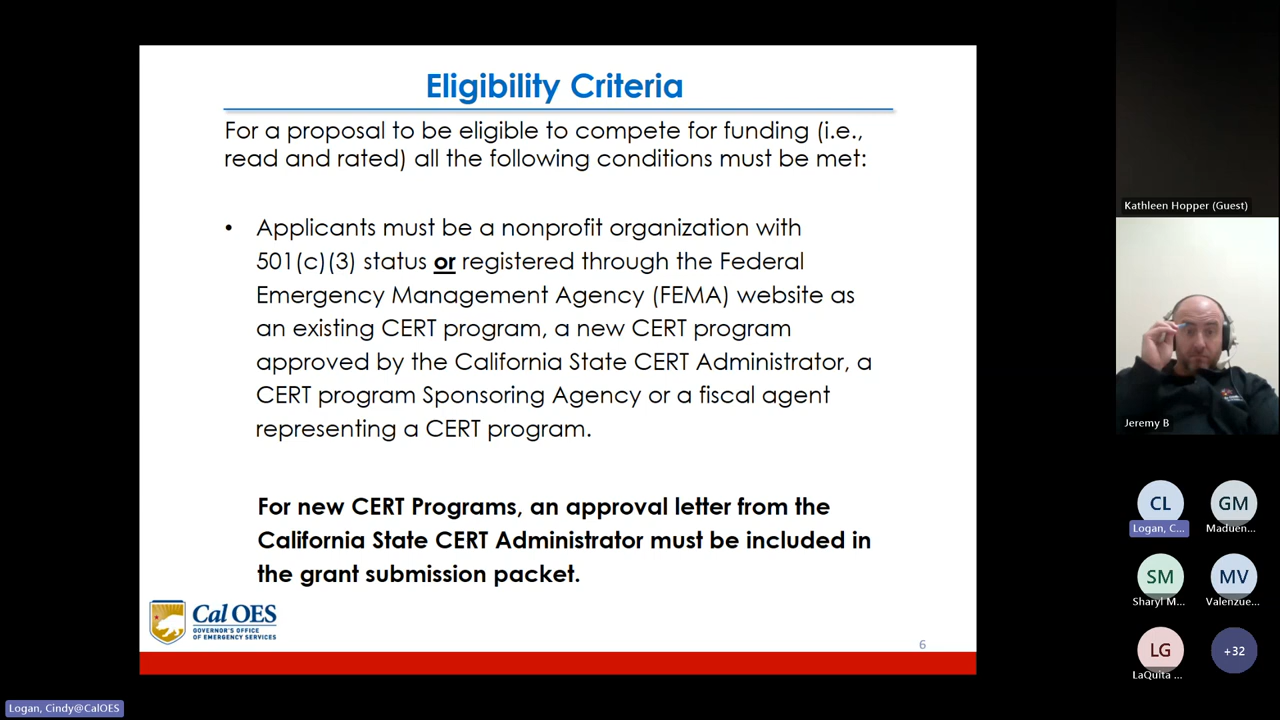 Eligibility Criteria
For a proposal to be eligible to compete for funding (i.e.,
read and rated) all the following conditions must be met:
• Applicants must be a nonprofit organization with
501(c)(3) status or registered through the Federal
Emergency Management Agency (FEMA) website as
an existing CERT program, a new CERT program
approved by the California State CERT Administrator, a
CERT program Sponsoring Agency or a fiscal agent
representing a CERT program.
For new CERT Programs, an approval letter from the
California State CERT Administrator must be included in
the grant submission packet.
Cal OES
GOVERNOR'S OFFICE
OF EMERGENCY SERVICES
6
Logan, Cindy@CalOES
Kathleen Hopper (Guest)
Jeremy B
CL
GM
Logan, C...
Maduen...
SM
MV
Sharyl M...
Valenzue...
LG
+32
LaQuita ...